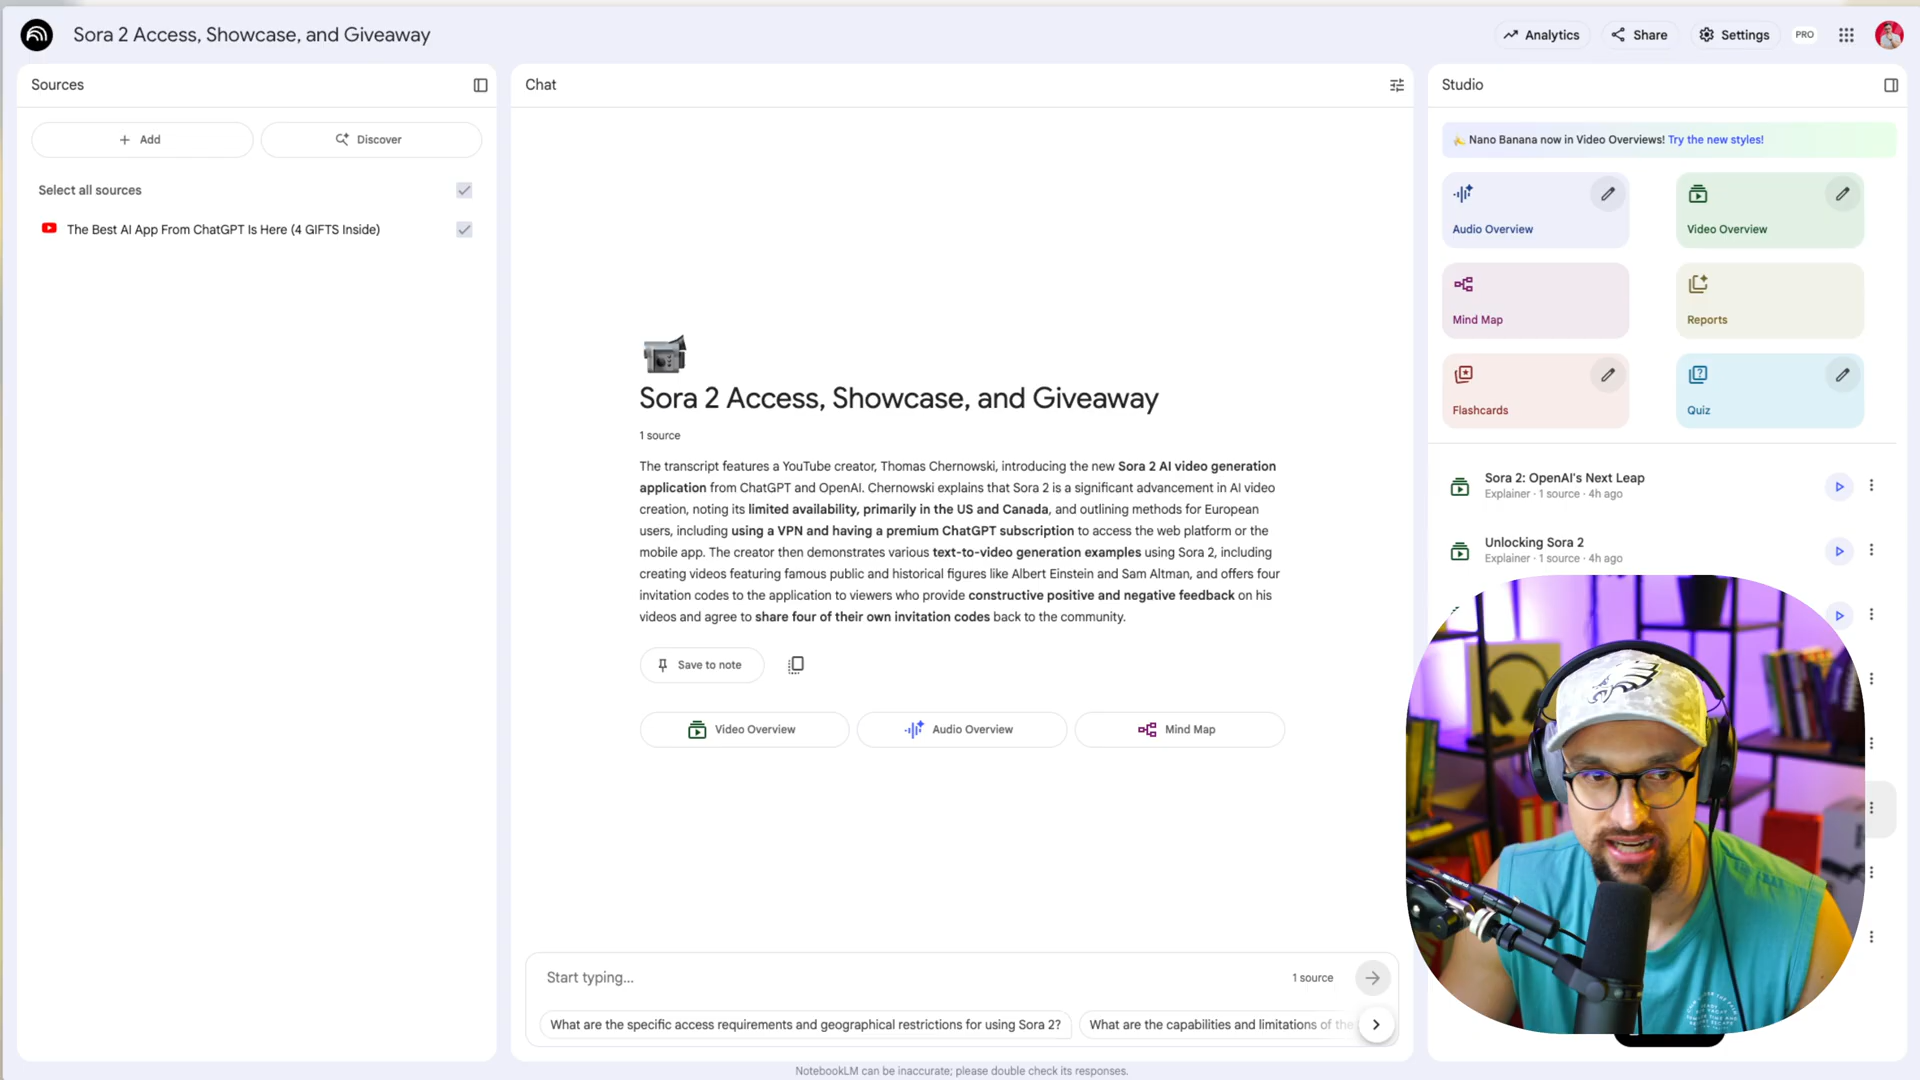 Sora 2 Access, Showcase, and Giveaway
Analytics
Share
Settings
PRO
Sources
Add
Discover
Select all sources
The Best AI App From ChatGPT Is Here (4 GIFTS Inside)
Chat
Sora 2 Access, Showcase, and Giveaway
1 source
The transcript features a YouTube creator, Thomas Chernowski, introducing the new Sora 2 AI video generation
application from ChatGPT and OpenAI. Chernowski explains that Sora 2 is a significant advancement in AI video
creation, noting its limited availability, primarily in the US and Canada, and outlining methods for European
users, including using a VPN and having a premium ChatGPT subscription to access the web platform or the
mobile app. The creator then demonstrates various text-to-video generation examples using Sora 2, including
creating videos featuring famous public and historical figures like Albert Einstein and Sam Altman, and offers four
invitation codes to the application to viewers who provide constructive positive and negative feedback on his
videos and agree to share four of their own invitation codes back to the community.
Save to note
Video Overview
Audio Overview
Mind Map
Start typing...
1 source
What are the specific access requirements and geographical restrictions for using Sora 2?
What are the capabilities and limitations of the
NotebookLM can be inaccurate; please double check its responses.
Studio
Nano Banana now in Video Overviews! Try the new styles!
Audio Overview
Video Overview
Mind Map
Reports
Flashcards
Quiz
Sora 2: OpenAI's Next Leap
Explainer · 1 source · 4h ago
Unlocking Sora 2
Explainer · 1 source · 4h ago